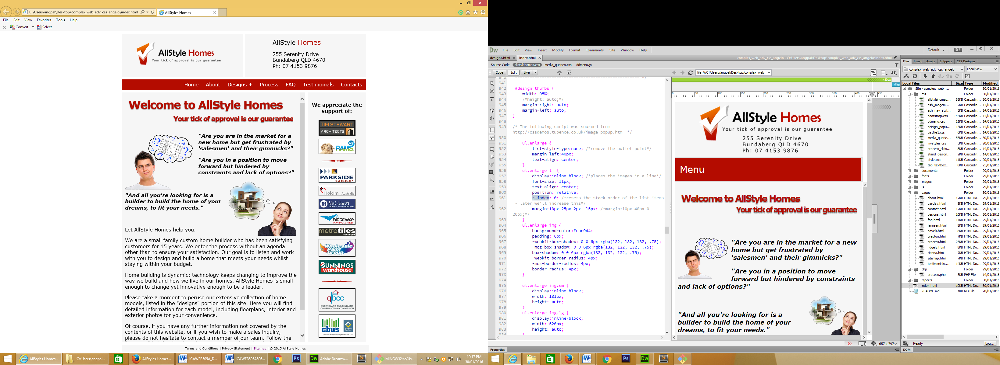 C:\Users\angpal\Desktop\complex_web_adv_css_angelo\index.html
AllStyles Homes
File Edit View Favorites Tools Help
x Convert Select
AllStyle Homes
Your tick of approval is our guarantee
AllStyle Homes
255 Serenity Drive
Bundaberg QLD 4670
Ph: 07 4153 9876
Home About Designs + Process FAQ Testimonials Contacts
Welcome to AllStyle Homes
Your tick of approval is our guarantee
"Are you are in the market for a
new home but get frustrated by
'salesmen' and their gimmicks?"
"Are you in a position to move
forward but hindered by
constraints and lack of options?"
"And all you're looking for is a
builder to build the home of your
dreams, to fit your needs."
Let AllStyle Homes help you.
We are a small family custom home builder who has been satisfying
customers for 15 years. We enter the process without an agenda
other than to ensure your satisfaction. Our goal is to listen and work
with you to design and build a home that meets your needs whilst
staying within your budget.
Home building is dynamic; technology keeps changing to improve the
way we build and how we live in our homes. AllStyle Homes is small
enough to change yet innovative enough to be a leader.
Please take a moment to peruse our extensive collection of home
models, listed in the "designs" portion of this site. Here you will find
detailed information for each model, including floorplans, interior and
exterior photos for your convenience.
Of course, if you have any further information not covered by the
contents of this website, or if you wish to make a sales inquiry,
please do not hesitate to contact a member of our team. Follow the
We appreciate the
support of:
TIM STEWART
ARCHITECTS
RAMS
PARKSIDE
GROUP
Holcim Australia
NH Neil Hewitt
ELECTRICAL & AIR CONDITIONING
RIDGEWAY
ROOFING SUPPLIES
metrotiles
metrostyle
Wholesale
Paint
Group
BUNNINGS
warehouse
qbcc
QUEENSLAND BUILDING AND
CONSTRUCTION COMMISSION
cbus
Construction & Building Industry Super
Terms and Conditions | Privacy Statement | Sitemap | © 2015 AllStyle Homes
AllStyles Homes... C:\Users\angpal... AllStyles Homes... ICAWEB505A_D... ICAWEB505A506... Ps Dw Adobe Dreamw... MINGW32:/c/Us...
10:17 PM
30/01/2016
Dw File Edit View Insert Modify Format Commands Site Window Help
Default
designs.html x index.html x
complex_web_adv_css_angelo - C:\Users\angpal\Desktop\complex_web_adv_css_angelo\index.html
Source Code allstylehomes.css media_queries.css ddmenu.js
Code Split Live
file:///C|/Users/angpal/Desktop/complex_web_
940
941
942 #design_thumbs {
943 width: 95%;
944 /*height: auto;*/
945 margin-right: auto;
946 margin-left: auto;
947 }
948
949 /* The following script was sourced from
http://cssdemos.tupence.co.uk/image-popup.htm */
950
951 ul.enlarge {
952 list-style-type:none; /*remove the bullet point*/
953 margin-left:40px;
954 text-align: center;
955 }
956 ul.enlarge li {
957 display:inline-block; /*places the images in a line*/
958 font-size: 11px;
959 text-align: center;
960 position: relative;
961 z-index: 0; /*resets the stack order of the list items
- later we'll increase this*/
962 margin:10px 25px 2px -15px; /*margin:10px 40px 0
20px;*/
963 }
964 ul.enlarge img {
965 background-color:#eae9d4;
966 padding: 6px;
967 -webkit-box-shadow: 0 0 6px rgba(132, 132, 132, .75);
968 -moz-box-shadow: 0 0 6px rgba(132, 132, 132, .75);
969 box-shadow: 0 0 6px rgba(132, 132, 132, .75);
970 -webkit-border-radius: 4px;
971 -moz-border-radius: 4px;
972 border-radius: 4px;
973 }
974
975 ul.enlarge img.sm {
976 display:inline-block;
977 width: 131px;
978 height: auto;
979 }
980 ul.enlarge img.lg {
981 display:inline-block;
982 width: 520px;
983 height: auto;
984 }
480px
481p
0 50 100 150 200 250 300 350 400 450
AllStyle Homes
Your tick of approval is our guarantee
255 Serenity Drive
Bundaberg QLD 4670
Ph: 07 4153 9876
Menu
Welcome to AllStyle Homes
Your tick of approval is our guarantee
"Are you are in the market for a new
home but get frustrated by
'salesmen' and their gimmicks?"
"Are you in a position to move
forward but hindered by constraints
and lack of options?"
"And all you're looking for is a
builder to build the home of your
dreams, to fit your needs."
657 x 797
Properties
Files Insert Assets Snippets CSS Designer
complex_web_adv_css_angelo Local view
Local Files Size Type Modified
Site - complex_web_... Folder 30/01/2016
css Folder 30/01/2016
allstylehomes... 33KB Cascadin... 30/01/2016
ash_imagem... 2KB Cascadin... 14/01/2016
ash_nav_styl... 3KB Cascadin... 14/01/2016
bootstrap.css 145KB Cascadin... 14/01/2016
ddmenu.css 11KB Cascadin... 14/01/2016
deisign_popu... 13KB Cascadin... 14/01/2016
gistfile1.css 6KB Cascadin... 14/01/2016
media_querie... 56KB Cascadin... 30/01/2016
mystyles.css 3KB Cascadin... 20/01/2016
process_slids... 8KB Cascadin... 14/01/2016
stand_design... 2KB Cascadin... 14/01/2016
style.css 11KB Cascadin... 20/01/2016
tab_textbox.... 8KB Cascadin... 23/01/2016
documents Folder 29/01/2016
fonts Folder 29/01/2016
images Folder 29/01/2016
js Folder 29/01/2016
pages Folder 30/01/2016
about.html 12KB HTML Do... 29/01/2016
barclay.html 8KB HTML Do... 29/01/2016
contact.html 12KB HTML Do... 29/01/2016
designs.html 10KB HTML Do... 30/01/2016
faq.html 11KB HTML Do... 29/01/2016
jannsen.html 8KB HTML Do... 29/01/2016
novelli.html 8KB HTML Do... 29/01/2016
preston.html 7KB HTML Do... 29/01/2016
process.html 25KB HTML Do... 29/01/2016
ridgely.html 8KB HTML Do... 29/01/2016
sienna.html 7KB HTML Do... 29/01/2016
sitemap.html 7KB HTML Do... 29/01/2016
testimonials.... 14KB HTML Do... 29/01/2016
php Folder 29/01/2016
process.php 3KB PHP File 14/01/2016
reports Folder 30/01/2016
index.html 10KB HTML Do... 30/01/2016
README.md 1KB MD File 20/01/2016
Ready Log...
DOM
Ps Dw